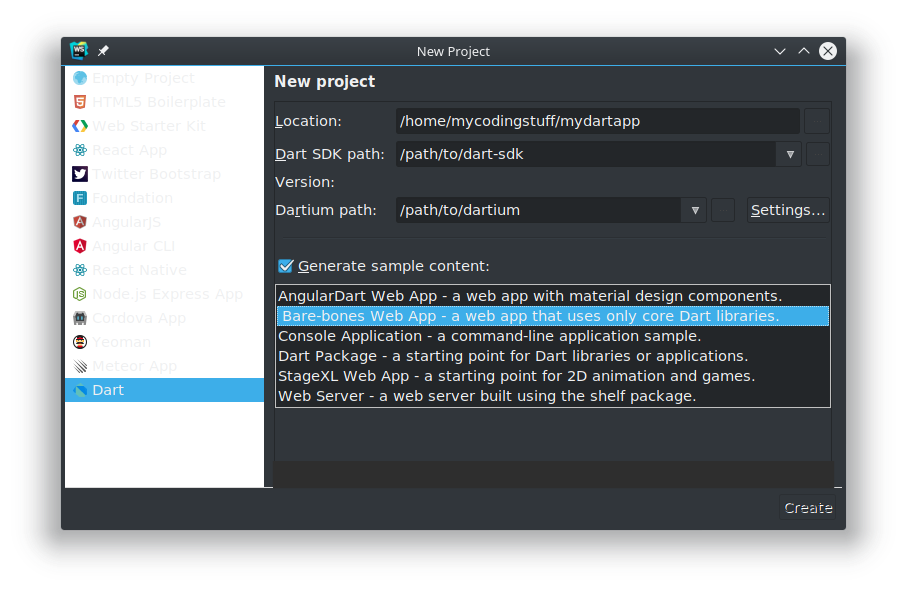 WS
New Project
Empty Project
HTML5 Boilerplate
Web Starter Kit
React App
Twitter Bootstrap
Foundation
AngularJS
Angular CLI
React Native
Node.js Express App
Cordova App
Yeoman
Meteor App
Dart
New project
Location: /home/mycodingstuff/mydartapp
Dart SDK path: /path/to/dart-sdk
Version:
Dartium path: /path/to/dartium Settings...
Generate sample content:
AngularDart Web App - a web app with material design components.
Bare-bones Web App - a web app that uses only core Dart libraries.
Console Application - a command-line application sample.
Dart Package - a starting point for Dart libraries or applications.
StageXL Web App - a starting point for 2D animation and games.
Web Server - a web server built using the shelf package.
Create